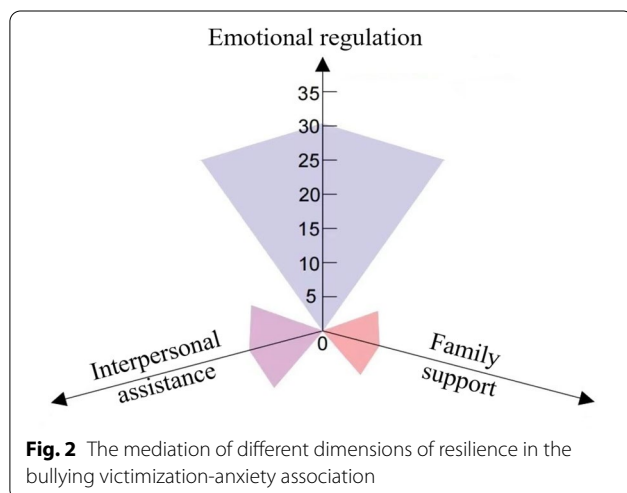 Emotional regulation
35
30
25
20
15
10
5
0
Interpersonal
assistance
Family
support
Fig. 2 The mediation of different dimensions of resilience in the
bullying victimization-anxiety association